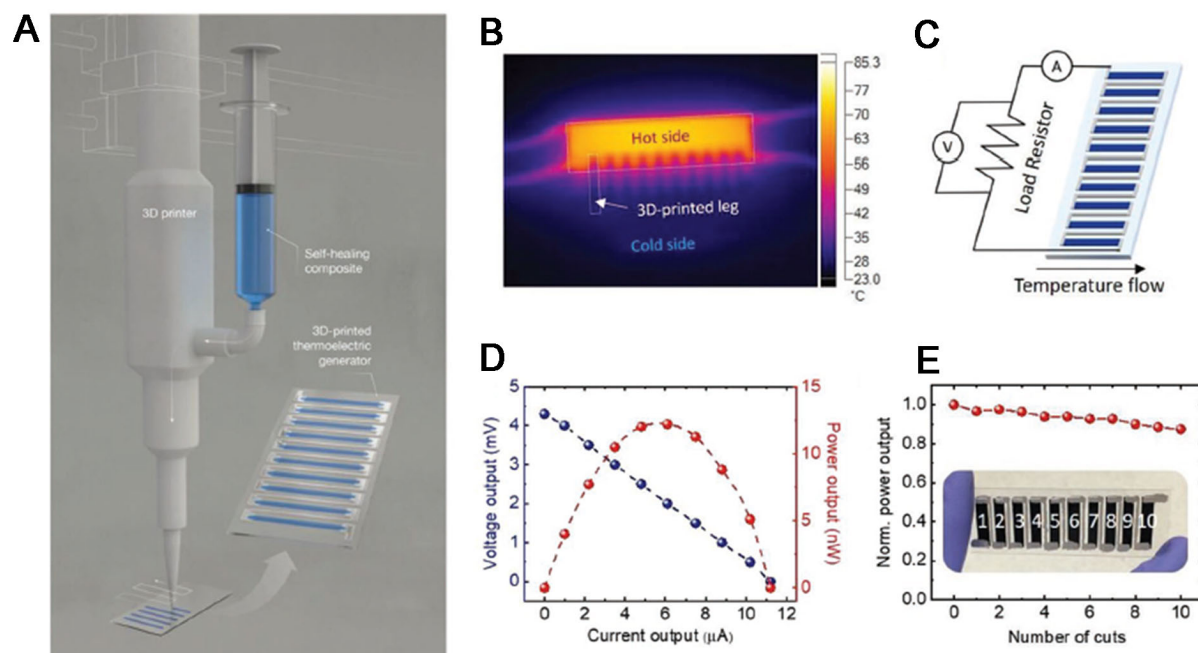 A
3D printer
Self-healing
composite
3D-printed
thermoelectric
generator
B
Hot side
3D-printed leg
Cold side
85.3
77
70
63
56
49
42
35
28
23.0
°C
C
A
V
Load Resistor
Temperature flow
D
Voltage output (mV)
5
4
3
2
1
0
Power output (nW)
15
10
5
0
0 2 4 6 8 10 12
Current output (μA)
E
Norm. power output
1.0
0.8
0.6
0.4
0.2
0.0
1 2 3 4 5 6 7 8 9 10
0 2 4 6 8 10
Number of cuts